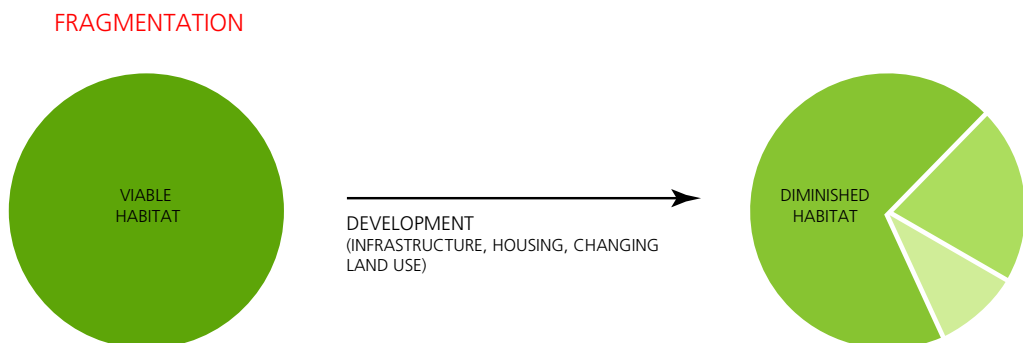 FRAGMENTATION
VIABLE
HABITAT
DEVELOPMENT
(INFRASTRUCTURE, HOUSING, CHANGING
LAND USE)
DIMINISHED
HABITAT